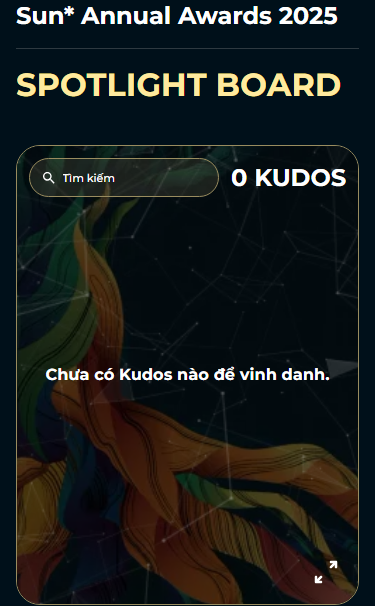 Sun* Annual Awards 2025
SPOTLIGHT BOARD
Tìm kiếm
0 KUDOS
Chưa có Kudos nào để vinh danh.